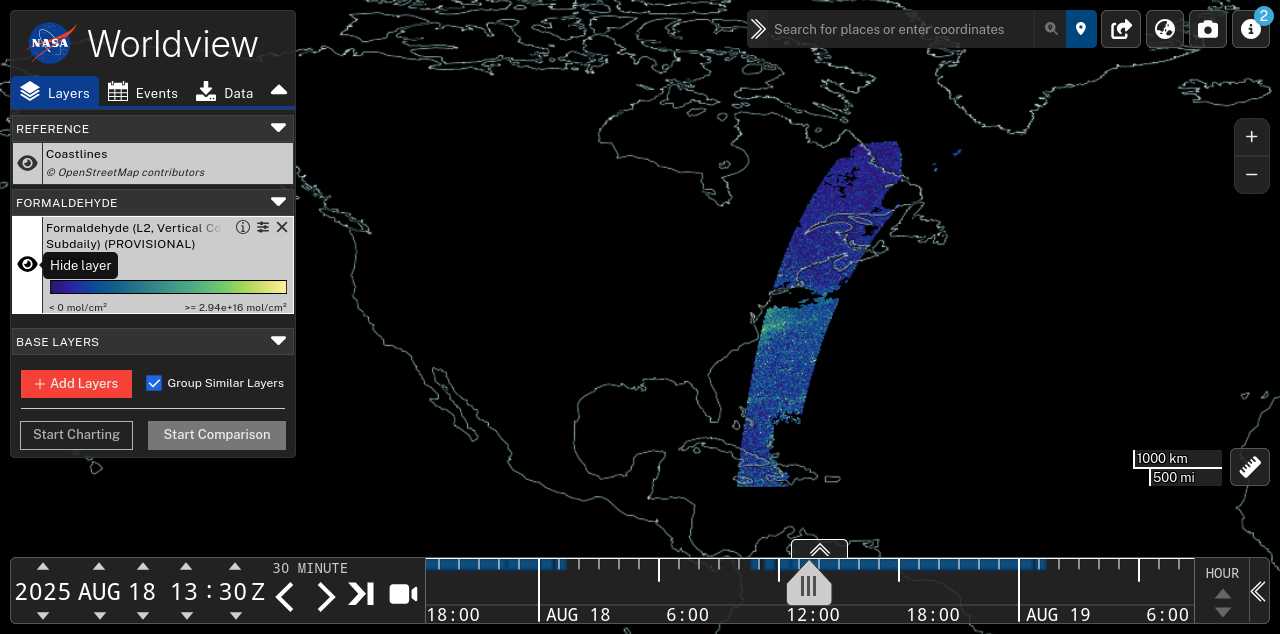 NASA
Worldview
Layers
Events
Data
REFERENCE
Coastlines
© OpenStreetMap contributors
FORMALDEHYDE
Formaldehyde (L2, Vertical Co
Subdaily) (PROVISIONAL)
Hide layer
< 0 mol/cm²
>= 2.94e+16 mol/cm²
BASE LAYERS
+ Add Layers
Group Similar Layers
Start Charting
Start Comparison
Search for places or enter coordinates
2
+
−
1000 km
500 mi
30 MINUTE
2025 AUG 18 13 : 30 Z
18:00
AUG 18
6:00
12:00
18:00
AUG 19
6:00
HOUR